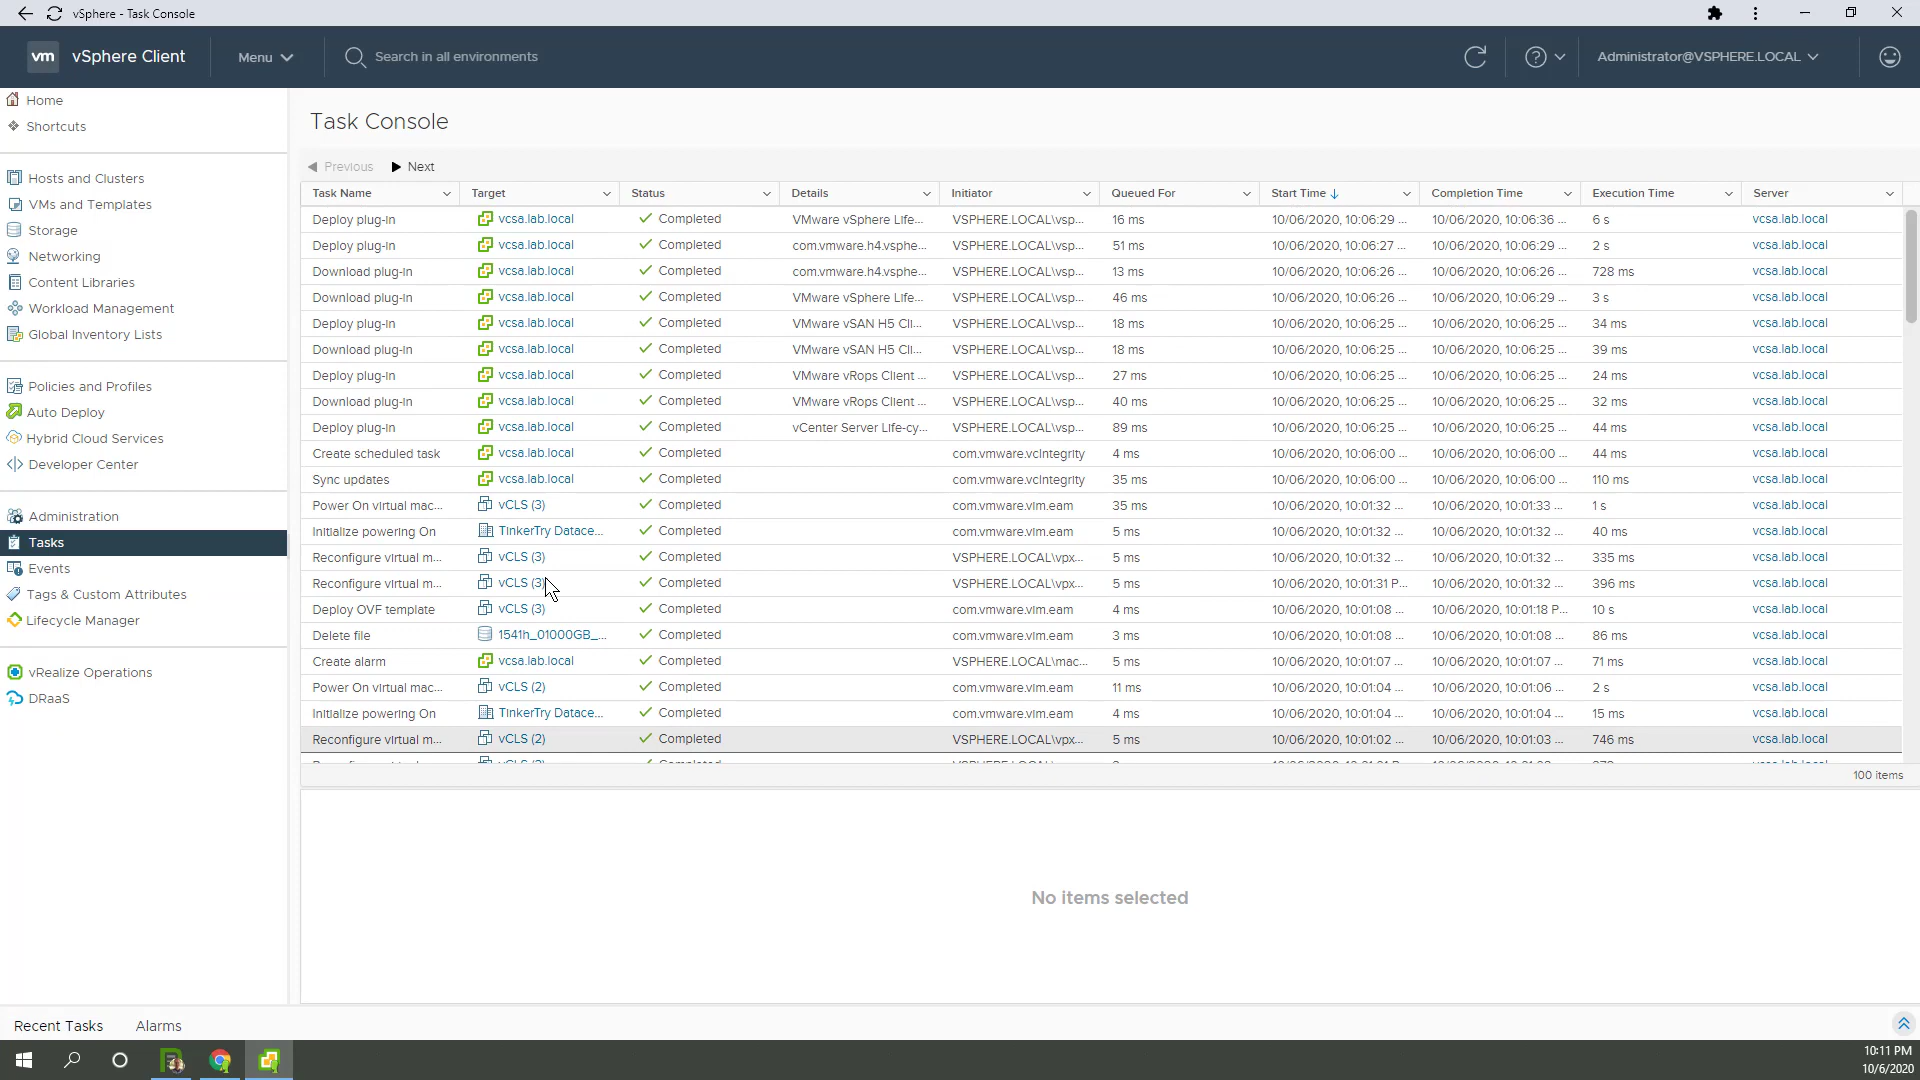 vSphere - Task Console
vm vSphere Client Menu Search in all environments Administrator@VSPHERE.LOCAL
Home
Shortcuts
Hosts and Clusters
VMs and Templates
Storage
Networking
Content Libraries
Workload Management
Global Inventory Lists
Policies and Profiles
Auto Deploy
Hybrid Cloud Services
Developer Center
Administration
Tasks
Events
Tags & Custom Attributes
Lifecycle Manager
vRealize Operations
DRaaS
Task Console
Previous Next
Task Name Target Status Details Initiator Queued For Start Time Completion Time Execution Time Server
Deploy plug-in vcsa.lab.local Completed VMware vSphere Life... VSPHERE.LOCAL\vsp... 16 ms 10/06/2020, 10:06:29 ... 10/06/2020, 10:06:36 ... 6 s vcsa.lab.local
Deploy plug-in vcsa.lab.local Completed com.vmware.h4.vsphe... VSPHERE.LOCAL\vsp... 51 ms 10/06/2020, 10:06:27 ... 10/06/2020, 10:06:29 ... 2 s vcsa.lab.local
Download plug-in vcsa.lab.local Completed com.vmware.h4.vsphe... VSPHERE.LOCAL\vsp... 13 ms 10/06/2020, 10:06:26 ... 10/06/2020, 10:06:26 ... 728 ms vcsa.lab.local
Download plug-in vcsa.lab.local Completed VMware vSphere Life... VSPHERE.LOCAL\vsp... 46 ms 10/06/2020, 10:06:26 ... 10/06/2020, 10:06:29 ... 3 s vcsa.lab.local
Deploy plug-in vcsa.lab.local Completed VMware vSAN H5 Cli... VSPHERE.LOCAL\vsp... 18 ms 10/06/2020, 10:06:25 ... 10/06/2020, 10:06:25 ... 34 ms vcsa.lab.local
Download plug-in vcsa.lab.local Completed VMware vSAN H5 Cli... VSPHERE.LOCAL\vsp... 18 ms 10/06/2020, 10:06:25 ... 10/06/2020, 10:06:25 ... 39 ms vcsa.lab.local
Deploy plug-in vcsa.lab.local Completed VMware vRops Client ... VSPHERE.LOCAL\vsp... 27 ms 10/06/2020, 10:06:25 ... 10/06/2020, 10:06:25 ... 24 ms vcsa.lab.local
Download plug-in vcsa.lab.local Completed VMware vRops Client ... VSPHERE.LOCAL\vsp... 40 ms 10/06/2020, 10:06:25 ... 10/06/2020, 10:06:25 ... 32 ms vcsa.lab.local
Deploy plug-in vcsa.lab.local Completed vCenter Server Life-cy... VSPHERE.LOCAL\vsp... 89 ms 10/06/2020, 10:06:25 ... 10/06/2020, 10:06:25 ... 44 ms vcsa.lab.local
Create scheduled task vcsa.lab.local Completed com.vmware.vcIntegrity 4 ms 10/06/2020, 10:06:00 ... 10/06/2020, 10:06:00 ... 44 ms vcsa.lab.local
Sync updates vcsa.lab.local Completed com.vmware.vcIntegrity 35 ms 10/06/2020, 10:06:00 ... 10/06/2020, 10:06:00 ... 110 ms vcsa.lab.local
Power On virtual mac... vCLS (3) Completed com.vmware.vim.eam 35 ms 10/06/2020, 10:01:32 ... 10/06/2020, 10:01:33 ... 1 s vcsa.lab.local
Initialize powering On TinkerTry Datace... Completed com.vmware.vim.eam 5 ms 10/06/2020, 10:01:32 ... 10/06/2020, 10:01:32 ... 40 ms vcsa.lab.local
Reconfigure virtual m... vCLS (3) Completed VSPHERE.LOCAL\vpx... 5 ms 10/06/2020, 10:01:32 ... 10/06/2020, 10:01:32 ... 335 ms vcsa.lab.local
Reconfigure virtual m... vCLS (3) Completed VSPHERE.LOCAL\vpx... 5 ms 10/06/2020, 10:01:31 P... 10/06/2020, 10:01:32 ... 396 ms vcsa.lab.local
Deploy OVF template vCLS (3) Completed com.vmware.vim.eam 4 ms 10/06/2020, 10:01:08 ... 10/06/2020, 10:01:18 P... 10 s vcsa.lab.local
Delete file 1541h_01000GB_... Completed com.vmware.vim.eam 3 ms 10/06/2020, 10:01:08 ... 10/06/2020, 10:01:08 ... 86 ms vcsa.lab.local
Create alarm vcsa.lab.local Completed VSPHERE.LOCAL\mac... 5 ms 10/06/2020, 10:01:07 ... 10/06/2020, 10:01:07 ... 71 ms vcsa.lab.local
Power On virtual mac... vCLS (2) Completed com.vmware.vim.eam 11 ms 10/06/2020, 10:01:04 ... 10/06/2020, 10:01:06 ... 2 s vcsa.lab.local
Initialize powering On TinkerTry Datace... Completed com.vmware.vim.eam 4 ms 10/06/2020, 10:01:04 ... 10/06/2020, 10:01:04 ... 15 ms vcsa.lab.local
Reconfigure virtual m... vCLS (2) Completed VSPHERE.LOCAL\vpx... 5 ms 10/06/2020, 10:01:02 ... 10/06/2020, 10:01:03 ... 746 ms vcsa.lab.local
100 items
No items selected
Recent Tasks Alarms
10:11 PM
10/6/2020